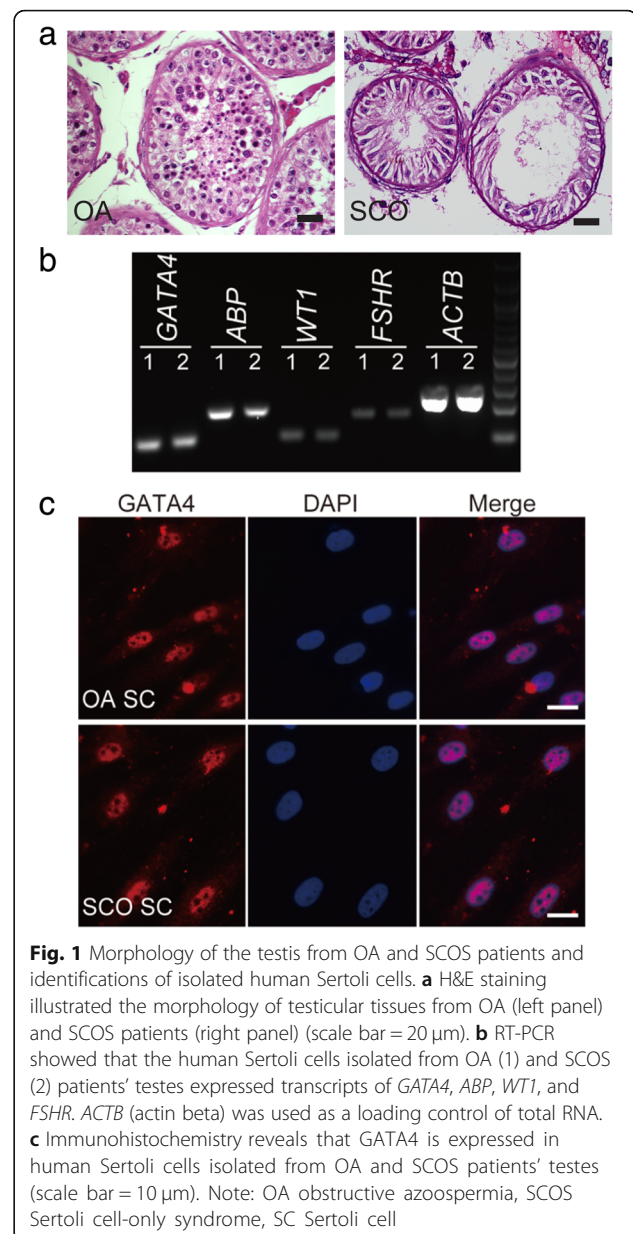 a
OA
SCO
b
GATA4 ABP WT1 FSHR ACTB
1 2 1 2 1 2 1 2 1 2
c
GATA4 DAPI Merge
OA SC
SCO SC
Fig. 1 Morphology of the testis from OA and SCOS patients and
identifications of isolated human Sertoli cells. a H&E staining
illustrated the morphology of testicular tissues from OA (left panel)
and SCOS patients (right panel) (scale bar = 20 μm). b RT-PCR
showed that the human Sertoli cells isolated from OA (1) and SCOS
(2) patients' testes expressed transcripts of GATA4, ABP, WT1, and
FSHR. ACTB (actin beta) was used as a loading control of total RNA.
c Immunohistochemistry reveals that GATA4 is expressed in
human Sertoli cells isolated from OA and SCOS patients' testes
(scale bar = 10 μm). Note: OA obstructive azoospermia, SCOS
Sertoli cell-only syndrome, SC Sertoli cell